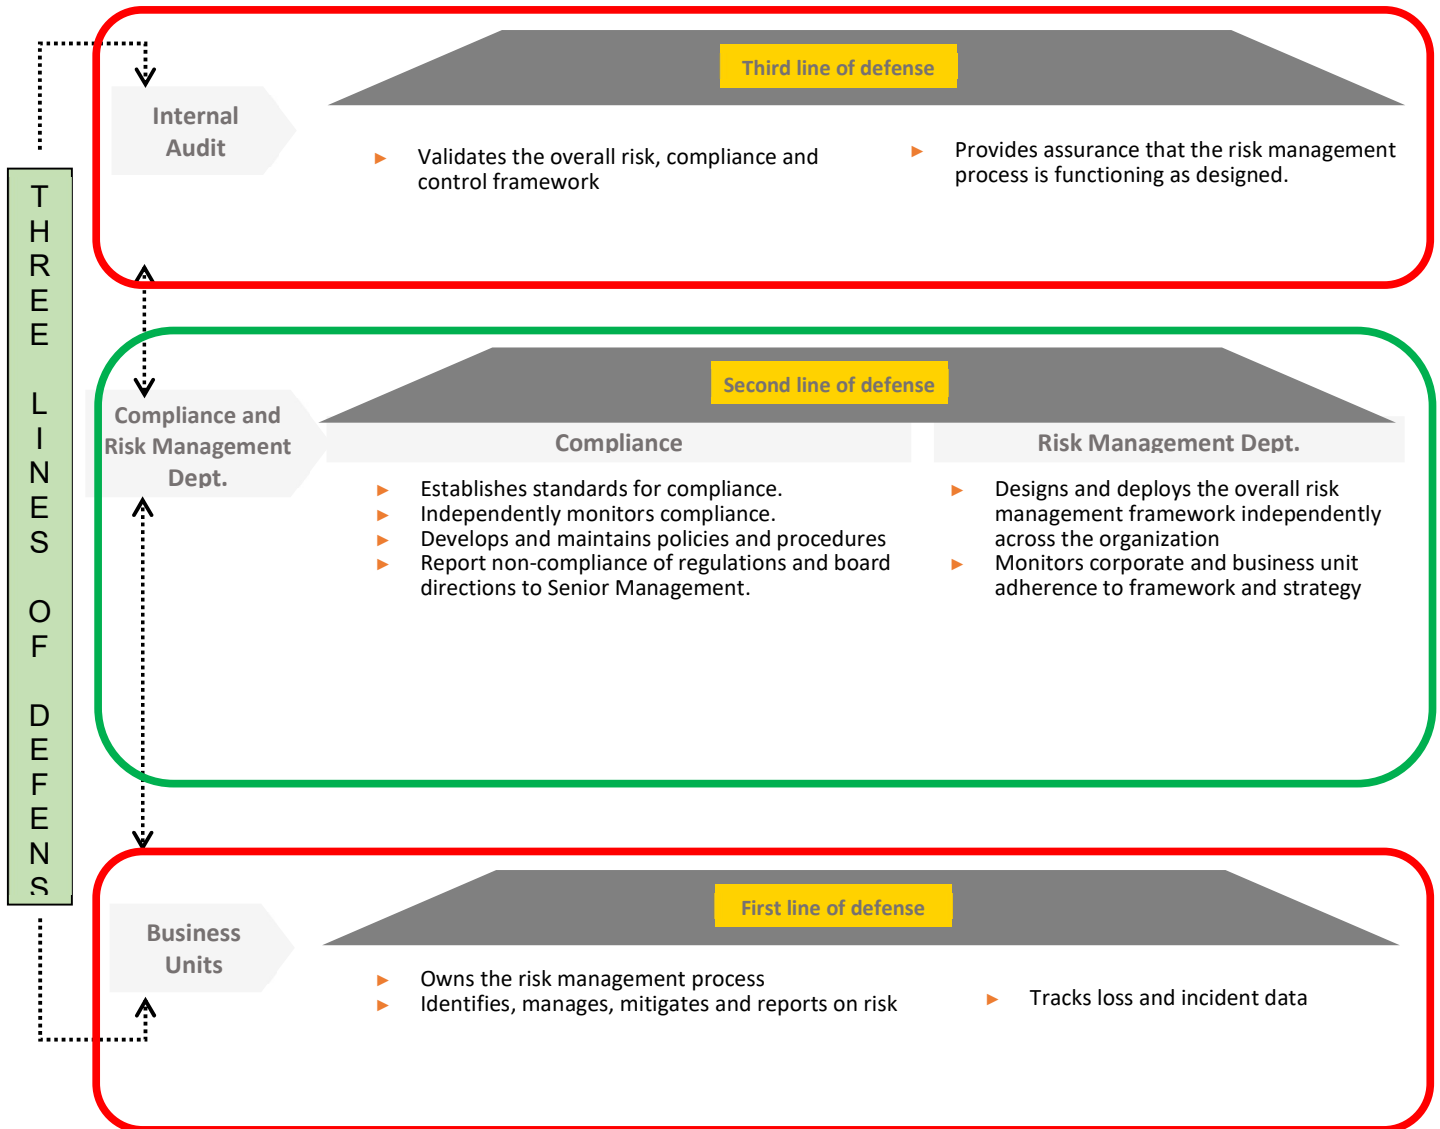 THREE LINES OF DEFENS
Third line of defense
Internal
Audit
Validates the overall risk, compliance and
control framework
Provides assurance that the risk management
process is functioning as designed.
Second line of defense
Compliance and
Risk Management
Dept.
Compliance
Establishes standards for compliance.
Independently monitors compliance.
Develops and maintains policies and procedures
Report non-compliance of regulations and board
directions to Senior Management.
Risk Management Dept.
Designs and deploys the overall risk
management framework independently
across the organization
Monitors corporate and business unit
adherence to framework and strategy
First line of defense
Business
Units
Owns the risk management process
Identifies, manages, mitigates and reports on risk
Tracks loss and incident data